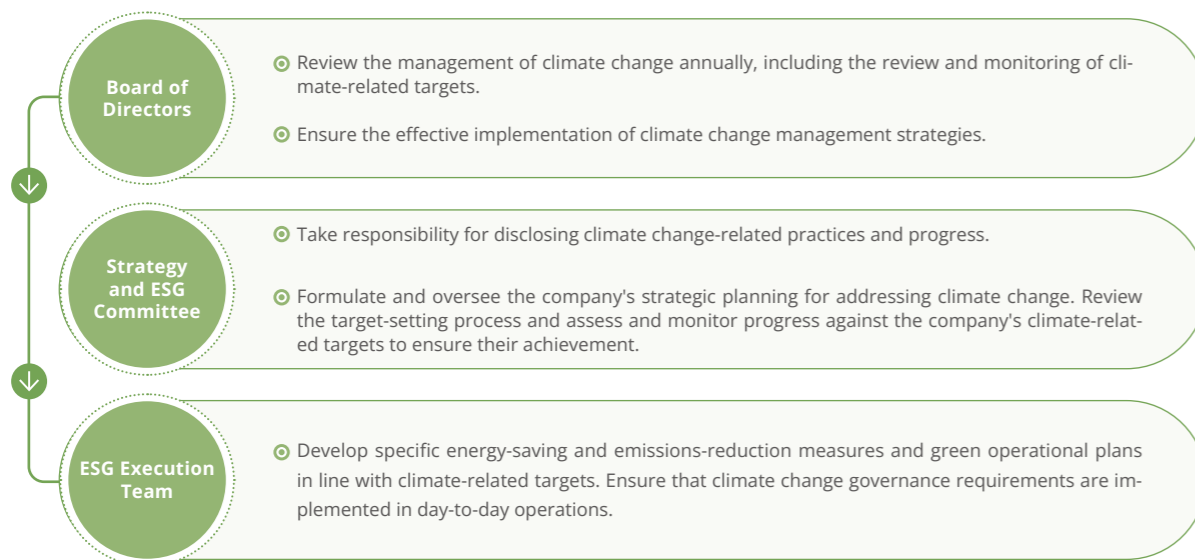 Board of
Directors
Review the management of climate change annually, including the review and monitoring of cli-
mate-related targets.
Ensure the effective implementation of climate change management strategies.
Strategy
and ESG
Committee
Take responsibility for disclosing climate change-related practices and progress.
Formulate and oversee the company's strategic planning for addressing climate change. Review
the target-setting process and assess and monitor progress against the company's climate-relat-
ed targets to ensure their achievement.
ESG Execution
Team
Develop specific energy-saving and emissions-reduction measures and green operational plans
in line with climate-related targets. Ensure that climate change governance requirements are im-
plemented in day-to-day operations.